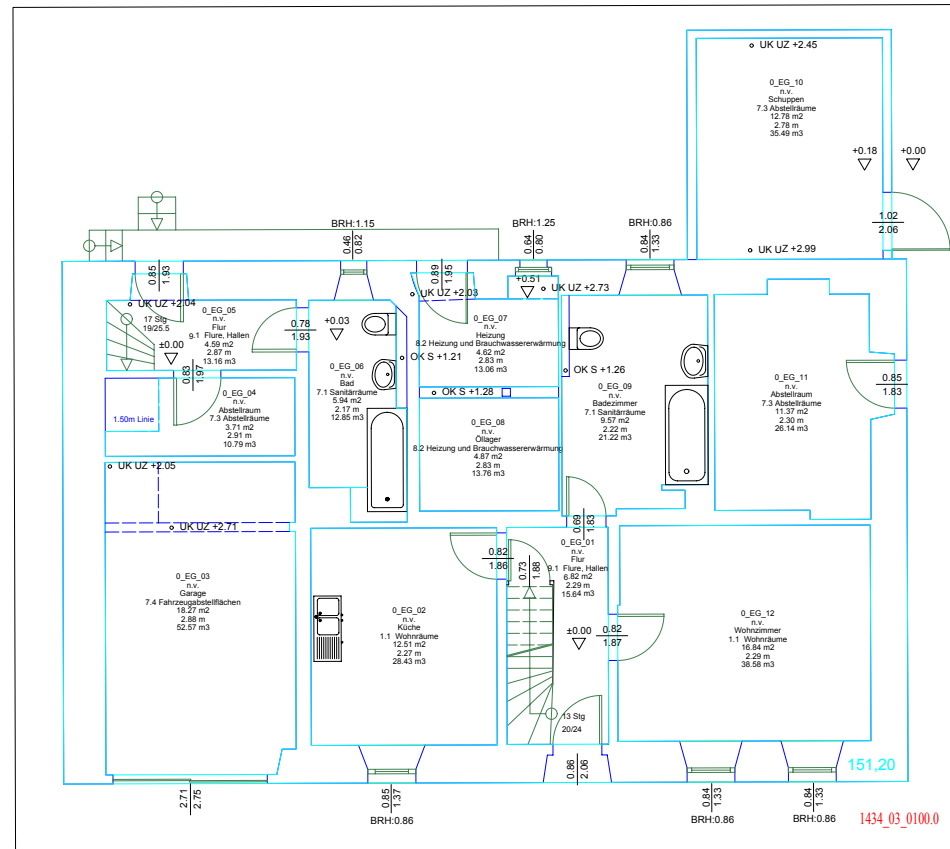 UK UZ +2.45
0_EG_10
n.v.
Schuppen
7.3 Abstellräume
12.78 m2
2.78 m
35.49 m3
+0.18
+0.00
1.02
2.06
UK UZ +2.99
BRH:1.15
0.46
0.82
BRH:1.25
0.64
0.80
BRH:0.86
0.84
1.33
0.85
1.93
0.89
1.95
+0.51
UK UZ +2.73
UK UZ +2.03
UK UZ +2.04
17 Stg
19/25.5
±0.00
0_EG_05
n.v.
Flur
9.1 Flure, Hallen
4.59 m2
2.87 m
13.16 m3
0.78
1.93
+0.03
0.83
1.97
0_EG_06
n.v.
Bad
7.1 Sanitärräume
5.94 m2
2.17 m
12.85 m3
OK S +1.21
0_EG_07
n.v.
Heizung
8.2 Heizung und Brauchwassererwärmung
4.62 m2
2.83 m
13.06 m3
OK S +1.28
OK S +1.26
0_EG_08
n.v.
Öllager
8.2 Heizung und Brauchwassererwärmung
4.87 m2
2.83 m
13.76 m3
0_EG_09
n.v.
Badezimmer
7.1 Sanitärräume
9.57 m2
2.22 m
21.22 m3
0_EG_11
n.v.
Abstellraum
7.3 Abstellräume
11.37 m2
2.30 m
26.14 m3
0.85
1.83
1.50m Linie
0_EG_04
n.v.
Abstellraum
7.3 Abstellräume
3.71 m2
2.91 m
10.79 m3
UK UZ +2.05
UK UZ +2.71
0_EG_03
n.v.
Garage
7.4 Fahrzeugabstellflächen
18.27 m2
2.88 m
52.57 m3
0_EG_02
n.v.
Küche
1.1 Wohnräume
12.51 m2
2.27 m
28.43 m3
0.82
1.86
0.73
1.88
0.69
1.83
0_EG_01
n.v.
Flur
9.1 Flure, Hallen
6.82 m2
2.29 m
15.64 m3
±0.00
0.82
1.87
13 Stg
20/24
0_EG_12
n.v.
Wohnzimmer
1.1 Wohnräume
16.84 m2
2.29 m
38.58 m3
151,20
2.71
2.75
0.85
1.37
BRH:0.86
0.86
2.06
0.84
1.33
BRH:0.86
0.84
1.33
BRH:0.86
1434_03_0100.0